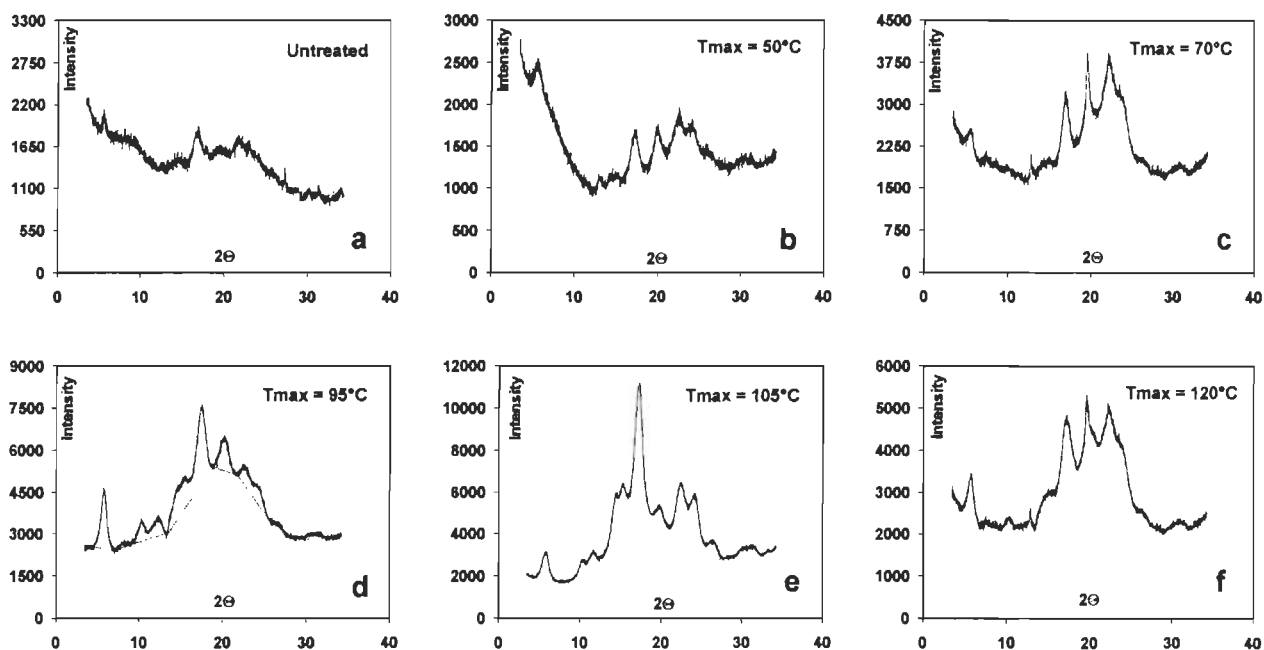 3300
2750
2200
1650
1100
550
0
Intensity
Untreated
2Θ
a
0 10 20 30 40
3000
2500
2000
1500
1000
500
0
Intensity
Tmax = 50°C
2Θ
b
0 10 20 30 40
4500
3750
3000
2250
1500
750
0
Intensity
Tmax = 70°C
2Θ
c
0 10 20 30 40
9000
7500
6000
4500
3000
1500
0
Intensity
Tmax = 95°C
2Θ
d
0 10 20 30 40
12000
10000
8000
6000
4000
2000
0
Intensity
Tmax = 105°C
2Θ
e
0 10 20 30 40
6000
5000
4000
3000
2000
1000
0
Intensity
Tmax = 120°C
2Θ
f
0 10 20 30 40